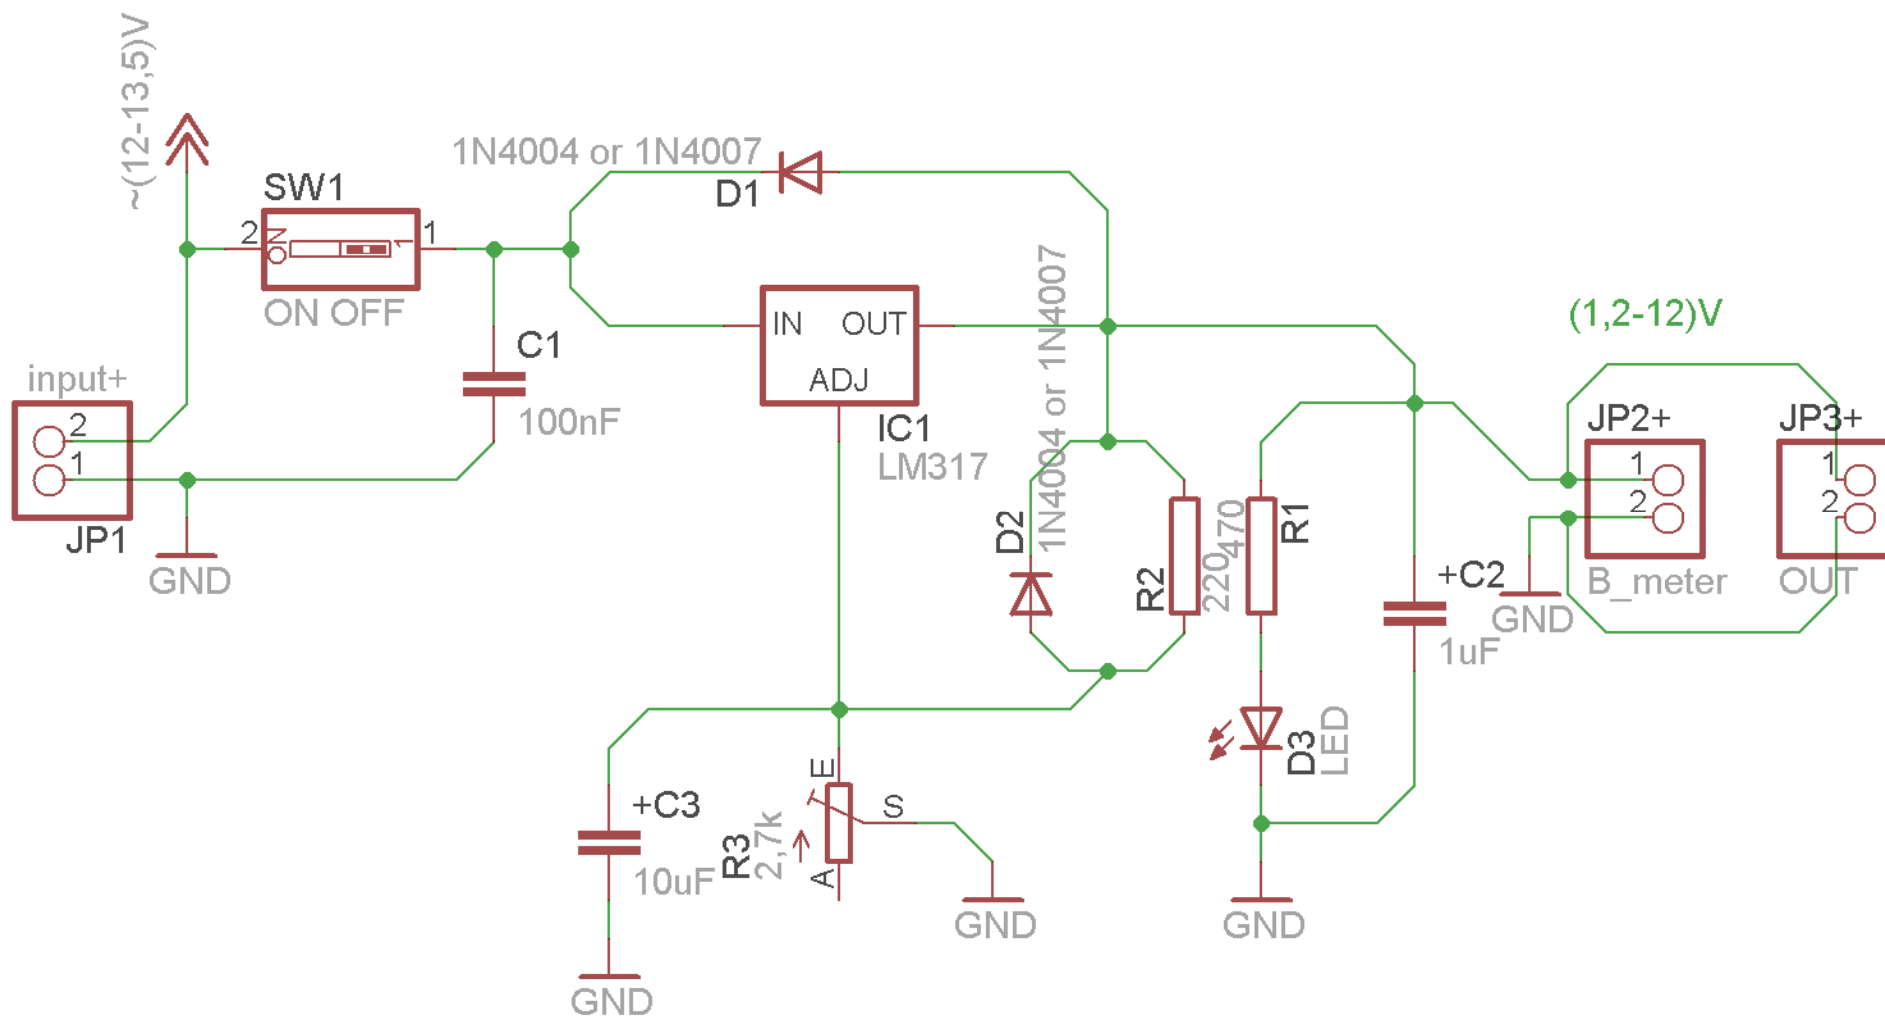 ~(12-13,5)V
SW1
2
ON
1
1
ON OFF
input+
2
1
JP1
GND
C1
100nF
1N4004 or 1N4007
D1
IN
OUT
ADJ
IC1
LM317
1N4004 or 1N4007
D2
R2
220
470
R1
+C2
1uF
D3
LED
GND
(1,2-12)V
JP2+
1
2
B_meter
GND
JP3+
1
2
OUT
+C3
10uF
GND
R3
2,7k
E
S
A
GND